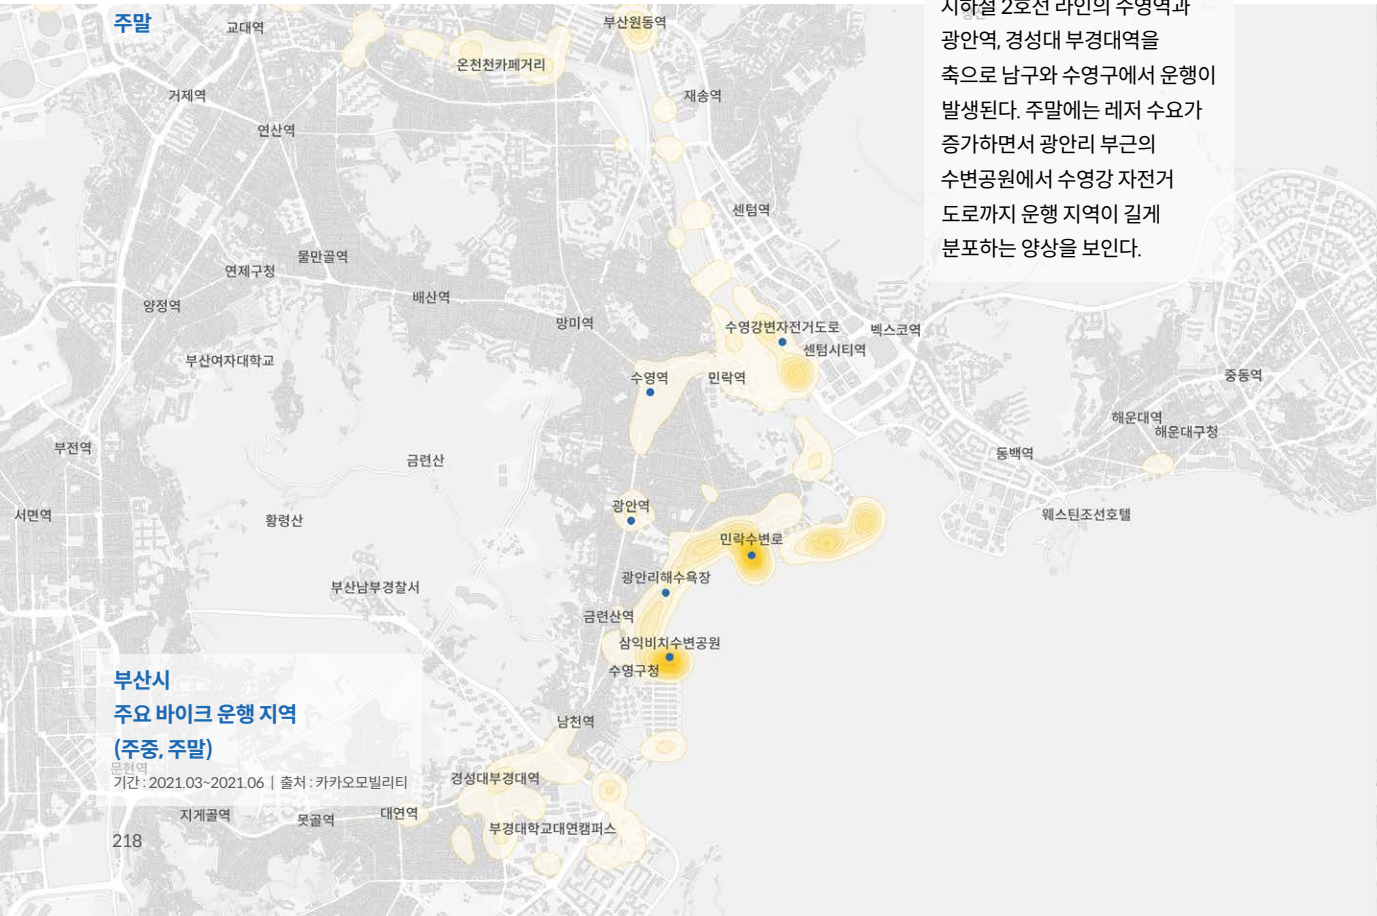 주말
지하철 2호선 라인의 수영역과
광안역, 경성대 부경대역을
축으로 남구와 수영구에서 운행이
발생된다. 주말에는 레저 수요가
증가하면서 광안리 부근의
수변공원에서 수영강 자전거
도로까지 운행 지역이 길게
분포하는 양상을 보인다.
교대역
부산원동역
온천천카페거리
거제역
재송역
연산역
센텀역
물만골역
연제구청
배산역
양정역
망미역
수영강변자전거도로
벡스코역
센텀시티역
부산여자대학교
수영역
민락역
중동역
해운대역
해운대구청
부전역
금련산
동백역
광안역
서면역
황령산
웨스틴조선호텔
민락수변로
광안리해수욕장
부산남부경찰서
금련산역
삼익비치수변공원
수영구청
남천역
경성대부경대역
대연역
지게골역
못골역
부경대학교대연캠퍼스
부산시
주요 바이크 운행 지역
(주중, 주말)
문현역
기간 : 2021.03~2021.06 | 출처 : 카카오모빌리티
218